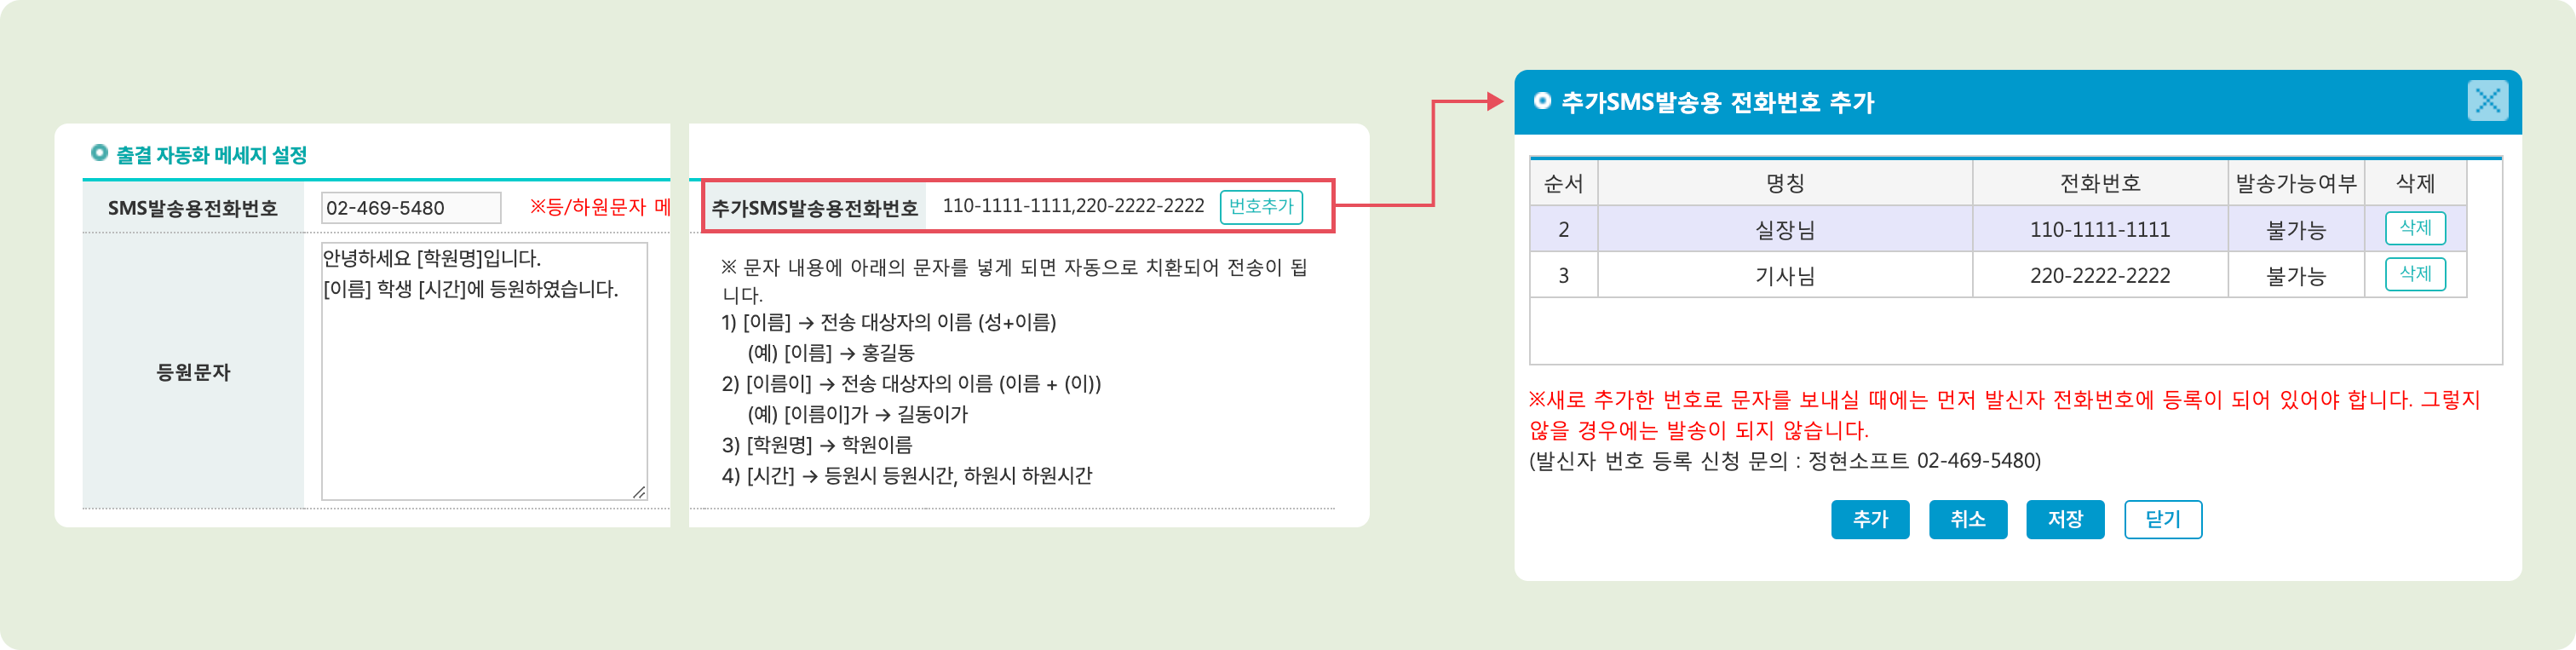 출결 자동화 메세지 설정
SMS발송용전화번호
02-469-5480
※등/하원문자 메
등원문자
안녕하세요 [학원명]입니다.
[이름] 학생 [시간]에 등원하였습니다.
추가SMS발송용전화번호
110-1111-1111,220-2222-2222
번호추가
※ 문자 내용에 아래의 문자를 넣게 되면 자동으로 치환되어 전송이 됩
니다.
1) [이름] → 전송 대상자의 이름 (성+이름)
(예) [이름] → 홍길동
2) [이름이] → 전송 대상자의 이름 (이름 + (이))
(예) [이름이]가 → 길동이가
3) [학원명] → 학원이름
4) [시간] → 등원시 등원시간, 하원시 하원시간
추가SMS발송용 전화번호 추가
순서 명칭 전화번호 발송가능여부 삭제
2 실장님 110-1111-1111 불가능 삭제
3 기사님 220-2222-2222 불가능 삭제
※새로 추가한 번호로 문자를 보내실 때에는 먼저 발신자 전화번호에 등록이 되어 있어야 합니다. 그렇지
않을 경우에는 발송이 되지 않습니다.
(발신자 번호 등록 신청 문의 : 정현소프트 02-469-5480)
추가 취소 저장 닫기